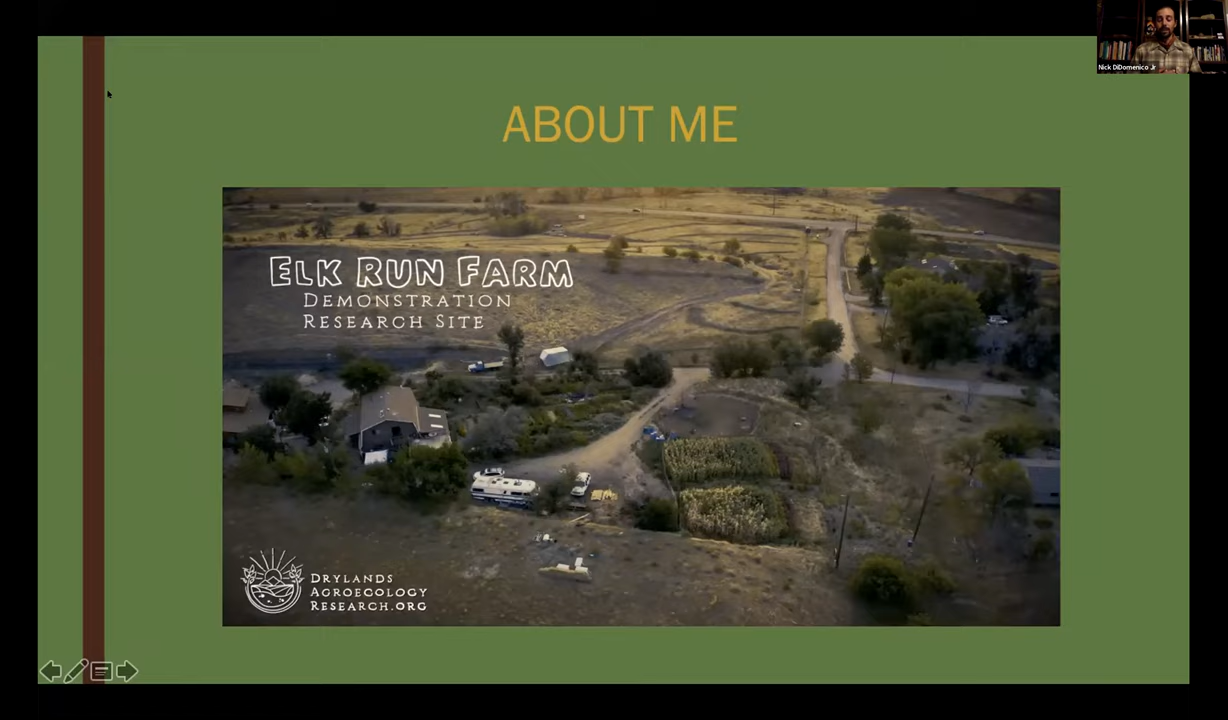 Nick DiDomenico Jr
ABOUT ME
ELK RUN FARM
DEMONSTRATION
RESEARCH SITE
DRYLANDS
AGROECOLOGY
RESEARCH.ORG